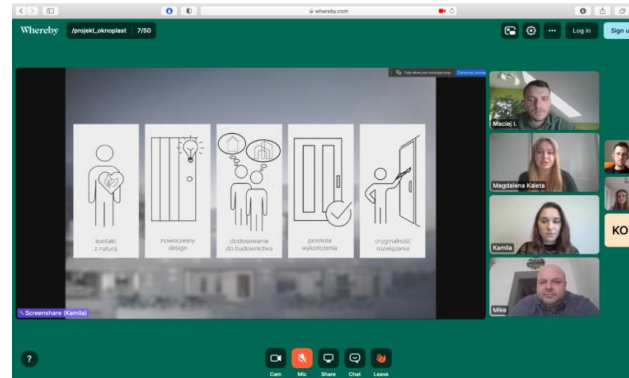 whereby.com
Whereby
/projekt_oknoplast
7/50
Log in
Sign u
kontakt
z naturą
nowoczesny
design
dostosowanie
do budownictwa
prostota
wykończenia
oryginalność
rozwiązania
Maciej I.
Magdalena Kaleta
Kamila
Mike
KO
Screenshare (Kamila)
?
Cam
Mic
Share
Chat
Leave